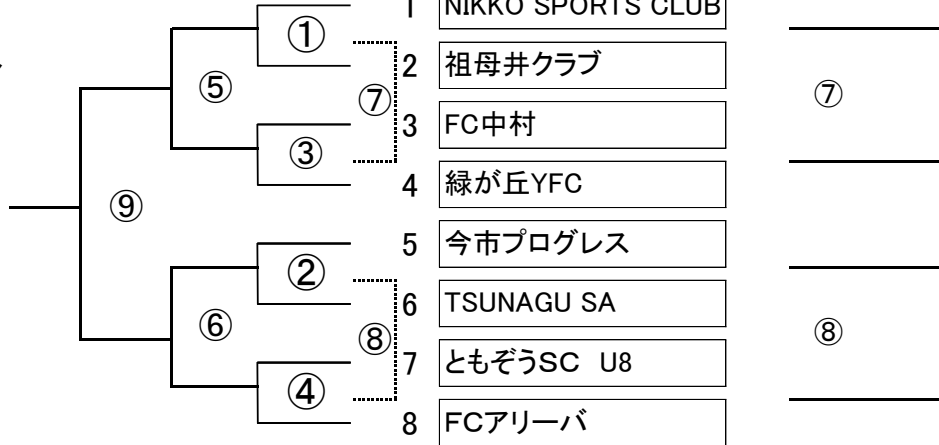 1 NIKKO SPORTS CLUB
①
2 祖母井クラブ
⑤
⑦
⑦
3 FC中村
③
4 緑が丘YFC
⑨
5 今市プログレス
②
6 TSUNAGU SA
⑥
⑧
⑧
7 ともぞうSC U8
④
8 FCアリーバ